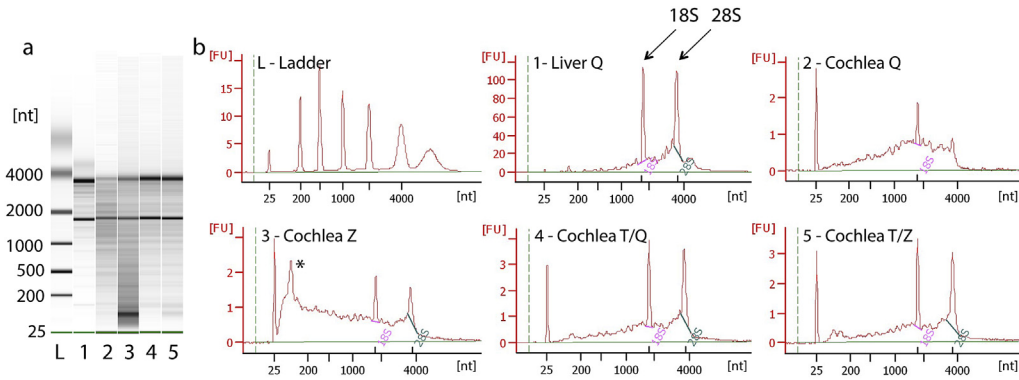 a
[nt]
4000
2000
1000
500
200
25
L 1 2 3 4 5
b
18S 28S
[FU] L - Ladder
15
10
5
0
25 200 1000 4000 [nt]
[FU] 1- Liver Q
100
80
60
40
20
0
18S 28S
25 200 1000 4000 [nt]
[FU] 2 - Cochlea Q
2
1
0
18S
25 200 1000 4000 [nt]
[FU] 3 - Cochlea Z
*
2
1
0
18S 28S
25 200 1000 4000 [nt]
[FU] 4 - Cochlea T/Q
3
2
1
0
18S 28S
25 200 1000 4000 [nt]
[FU] 5 - Cochlea T/Z
3
2
1
0
18S 28S
25 200 1000 4000 [nt]